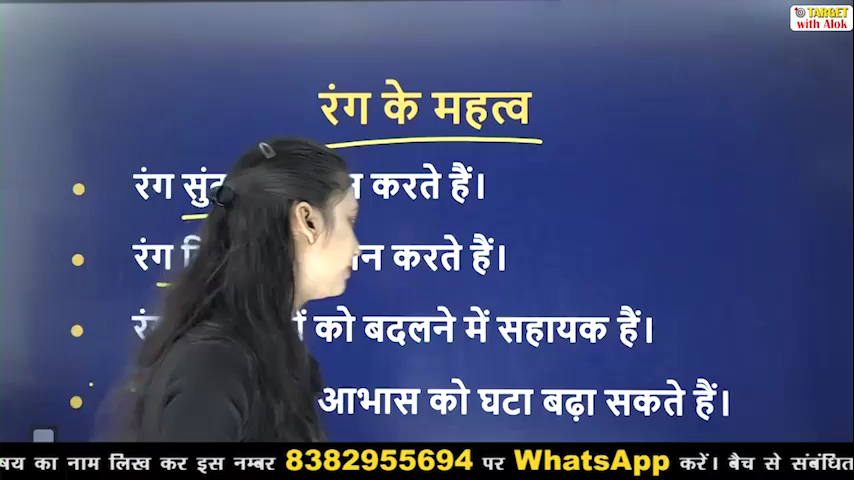 TARGET
with Alok
रंग के महत्व
रंग करते हैं।
रंग करते हैं।
को बदलने में सहायक हैं।
आभास को घटा बढ़ा सकते हैं।
का नाम लिख कर इस नम्बर 8382955694 पर WhatsApp करें। बैच से संबंधित